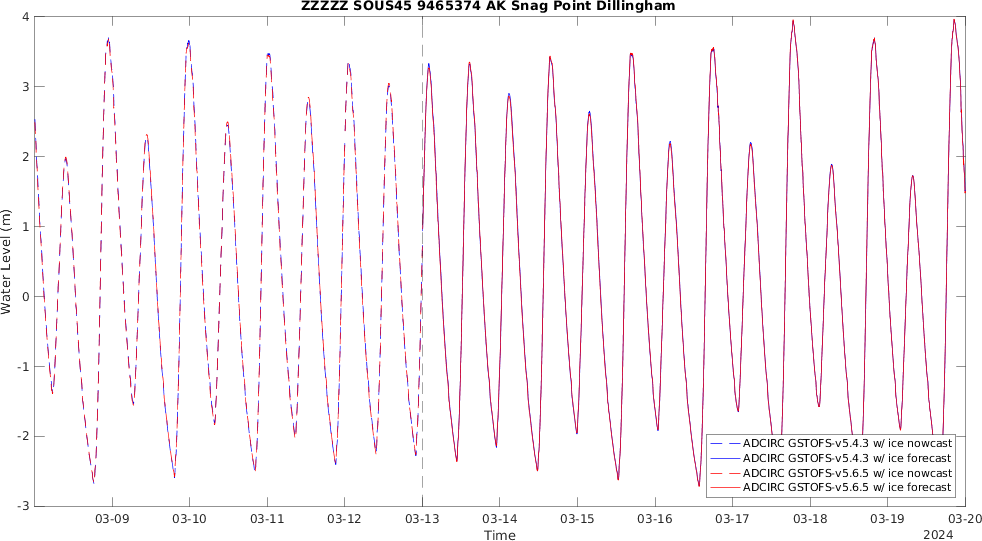 ZZZZZ SOUS45 9465374 AK Snag Point Dillingham
Water Level (m)
4
3
2
1
0
-1
-2
-3
ADCIRC GSTOFS-v5.4.3 w/ ice nowcast
ADCIRC GSTOFS-v5.4.3 w/ ice forecast
ADCIRC GSTOFS-v5.6.5 w/ ice nowcast
ADCIRC GSTOFS-v5.6.5 w/ ice forecast
03-09 03-10 03-11 03-12 03-13 03-14 03-15 03-16 03-17 03-18 03-19 03-20
Time
2024